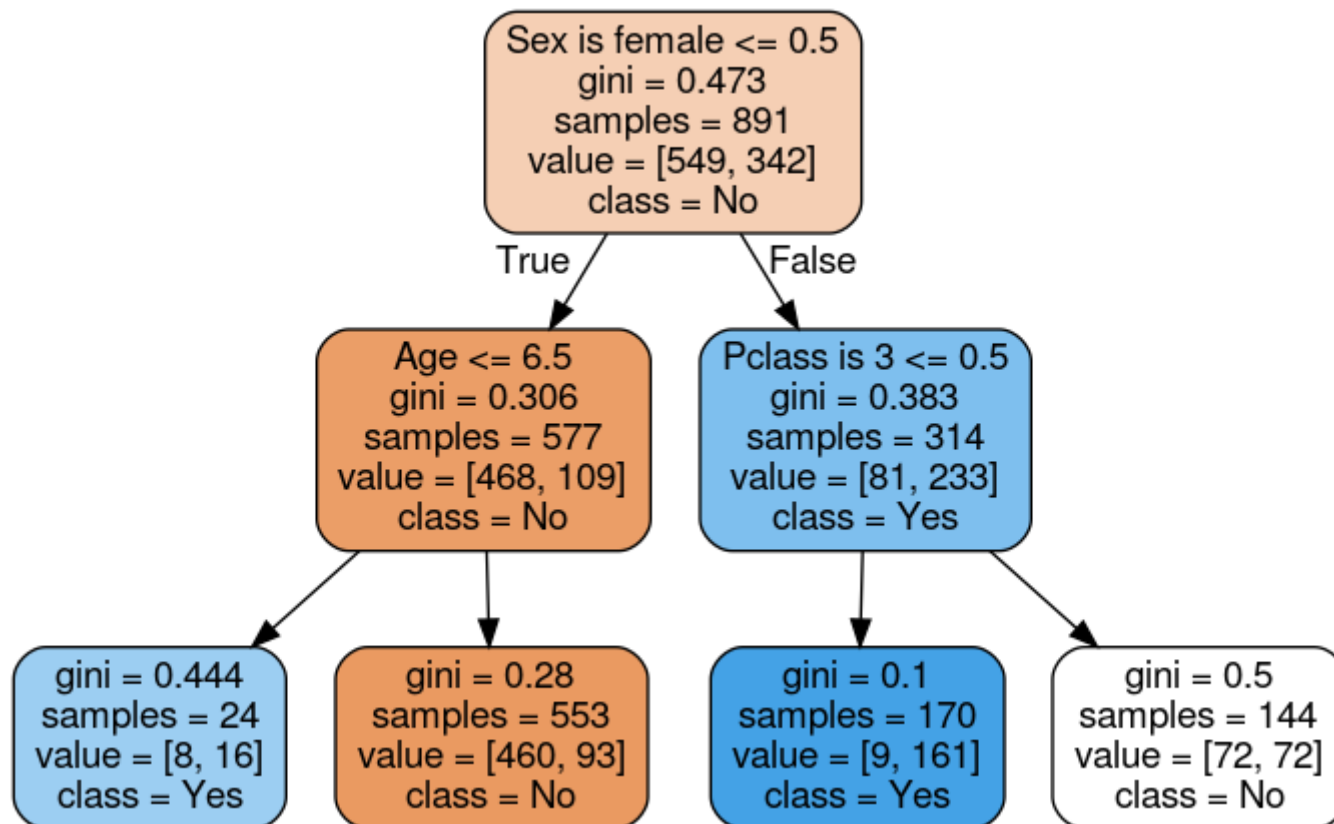 Sex is female <= 0.5
gini = 0.473
samples = 891
value = [549, 342]
class = No
True
False
Age <= 6.5
gini = 0.306
samples = 577
value = [468, 109]
class = No
Pclass is 3 <= 0.5
gini = 0.383
samples = 314
value = [81, 233]
class = Yes
gini = 0.444
samples = 24
value = [8, 16]
class = Yes
gini = 0.28
samples = 553
value = [460, 93]
class = No
gini = 0.1
samples = 170
value = [9, 161]
class = Yes
gini = 0.5
samples = 144
value = [72, 72]
class = No